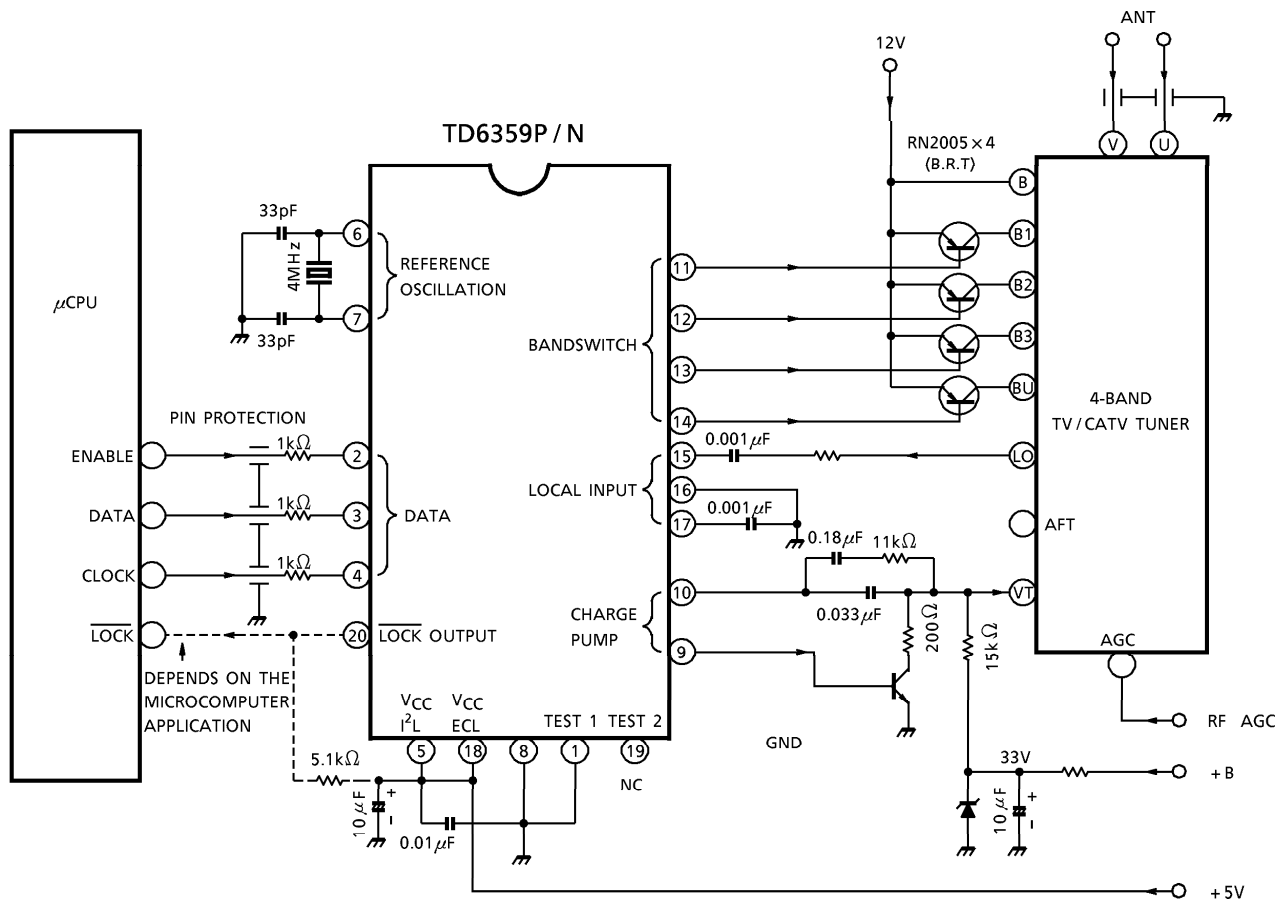 ANT
12V
TD6359P / N
RN2005 × 4
(B.R.T)
V
U
B
33pF
6
4MHz
REFERENCE
OSCILLATION
7
33pF
B1
11
B2
12
BANDSWITCH
B3
13
BU
14
μCPU
4-BAND
TV / CATV TUNER
PIN PROTECTION
ENABLE
1kΩ
2
15
0.001μF
LO
LOCAL INPUT
16
DATA
1kΩ
3
DATA
17
0.001μF
AFT
CLOCK
1kΩ
4
0.18μF
11kΩ
10
0.033μF
VT
CHARGE
PUMP
200Ω
15kΩ
LOCK
20
LOCK OUTPUT
9
AGC
DEPENDS ON THE
MICROCOMPUTER
APPLICATION
VCC
I²L
VCC
ECL
TEST 1
TEST 2
5
18
8
1
19
NC
GND
RF AGC
5.1kΩ
33V
+B
10μF
+
-
0.01μF
10μF
+
-
+5V